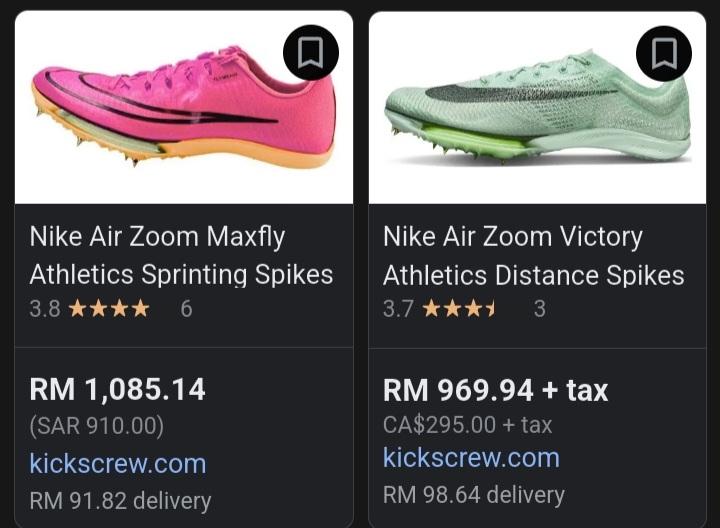 Nike Air Zoom Maxfly
Athletics Sprinting Spikes
3.8 6
RM 1,085.14
(SAR 910.00)
kickscrew.com
RM 91.82 delivery
Nike Air Zoom Victory
Athletics Distance Spikes
3.7 3
RM 969.94 + tax
CA$295.00 + tax
kickscrew.com
RM 98.64 delivery